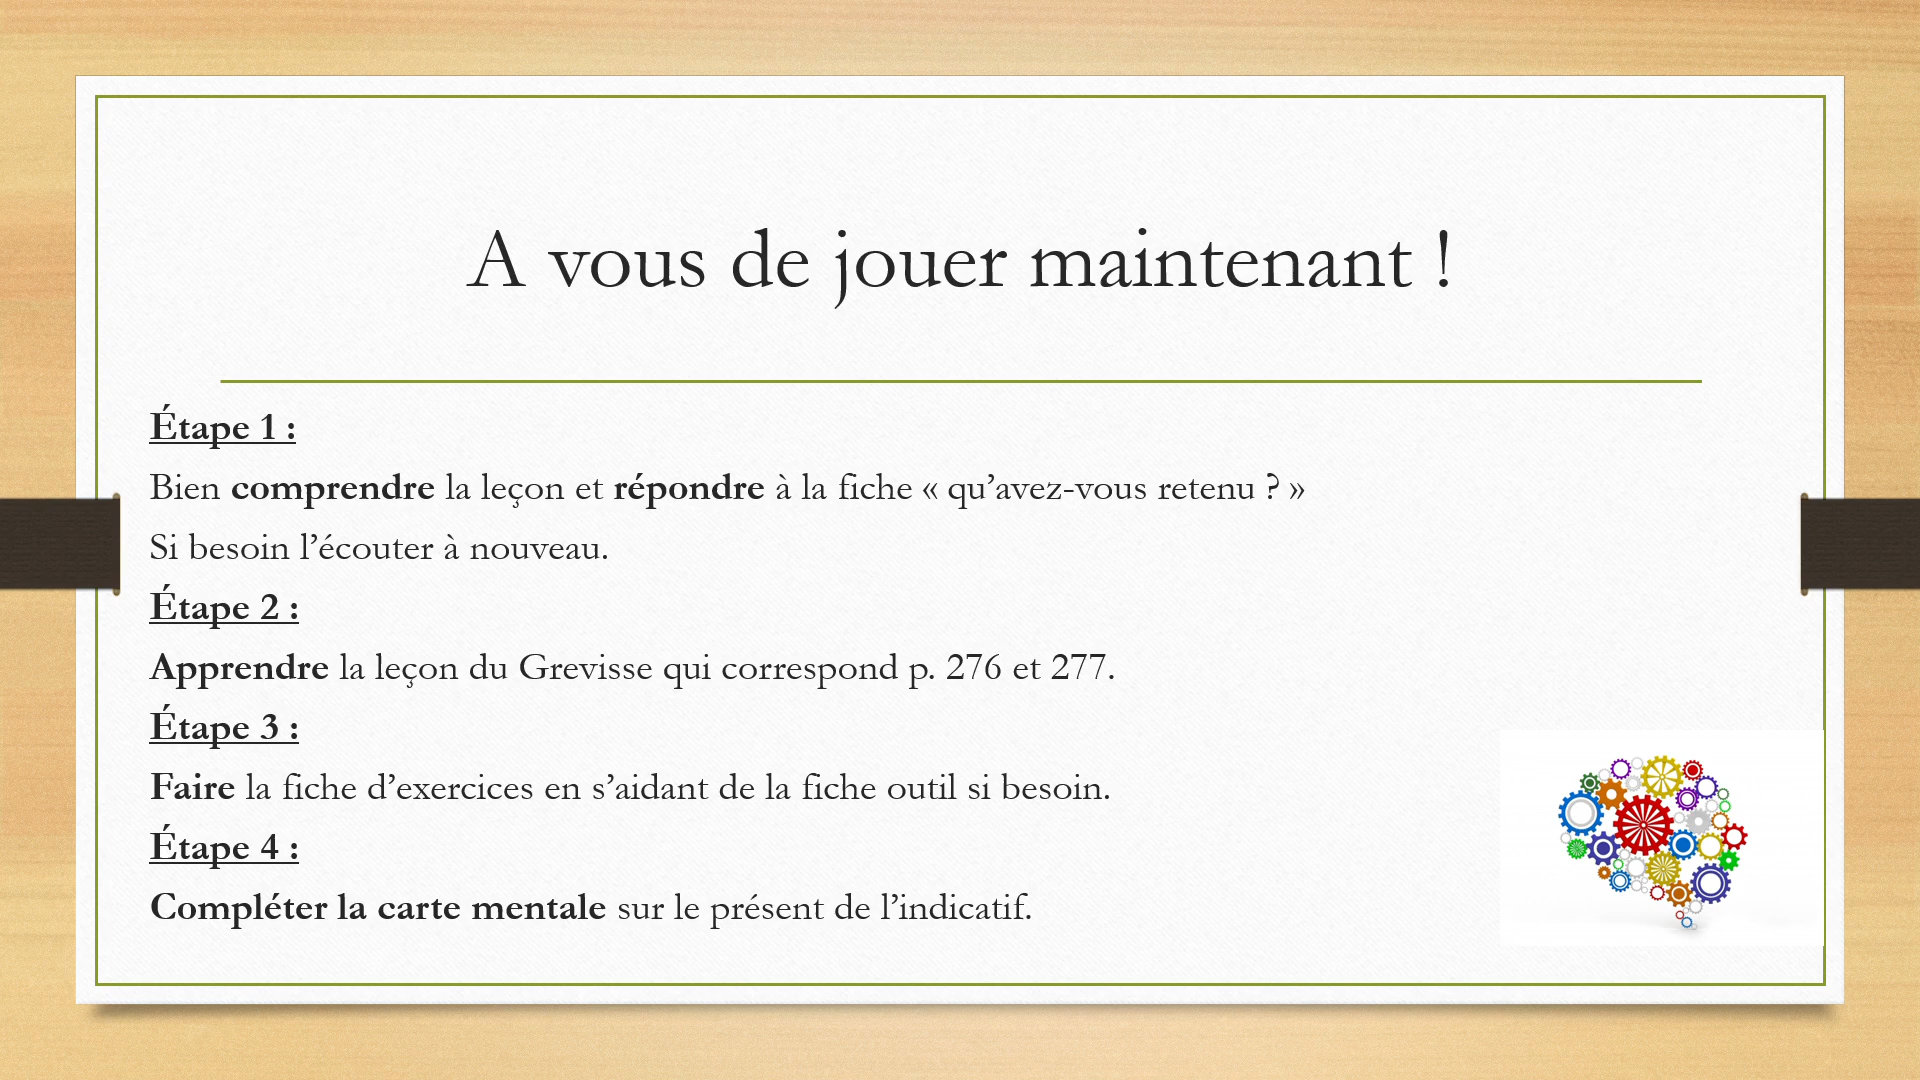 A vous de jouer maintenant !
Étape 1 :
Bien comprendre la leçon et répondre à la fiche « qu’avez-vous retenu ? »
Si besoin l’écouter à nouveau.
Étape 2 :
Apprendre la leçon du Grevisse qui correspond p. 276 et 277.
Étape 3 :
Faire la fiche d’exercices en s’aidant de la fiche outil si besoin.
Étape 4 :
Compléter la carte mentale sur le présent de l’indicatif.